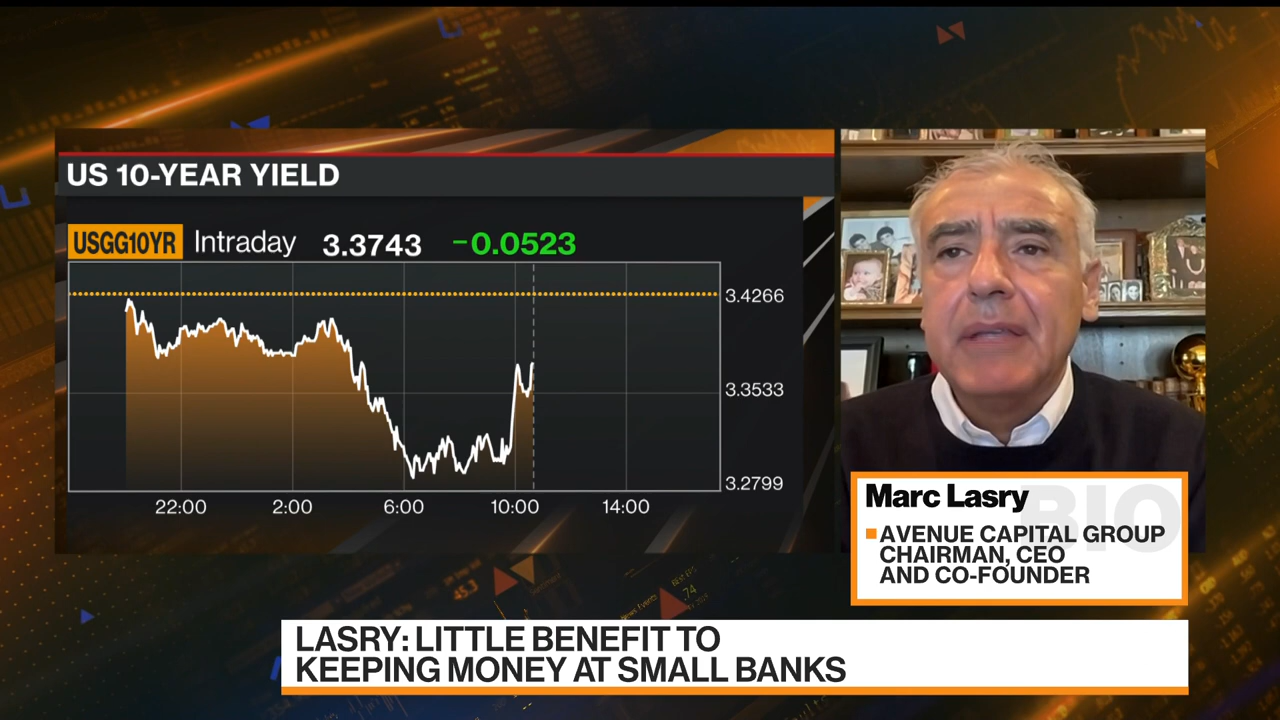 US 10-YEAR YIELD
USGG10YR Intraday 3.3743 -0.0523
3.4266
3.3533
3.2799
22:00 2:00 6:00 10:00 14:00
BIO
Marc Lasry
AVENUE CAPITAL GROUP
CHAIRMAN, CEO
AND CO-FOUNDER
LASRY: LITTLE BENEFIT TO
KEEPING MONEY AT SMALL BANKS